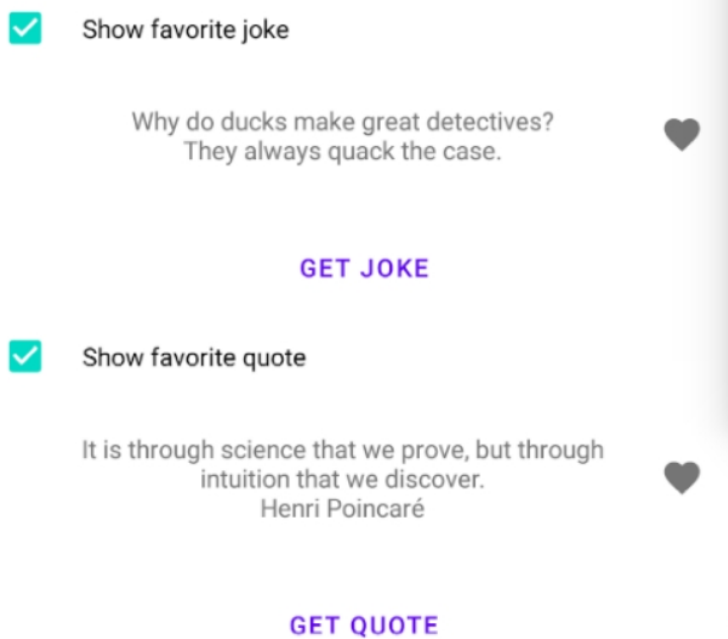 Show favorite joke
Why do ducks make great detectives?
They always quack the case.
GET JOKE
Show favorite quote
It is through science that we prove, but through
intuition that we discover.
Henri Poincaré
GET QUOTE